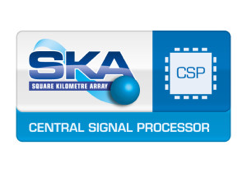 SKA
SQUARE KILOMETRE ARRAY
CSP
CENTRAL SIGNAL PROCESSOR